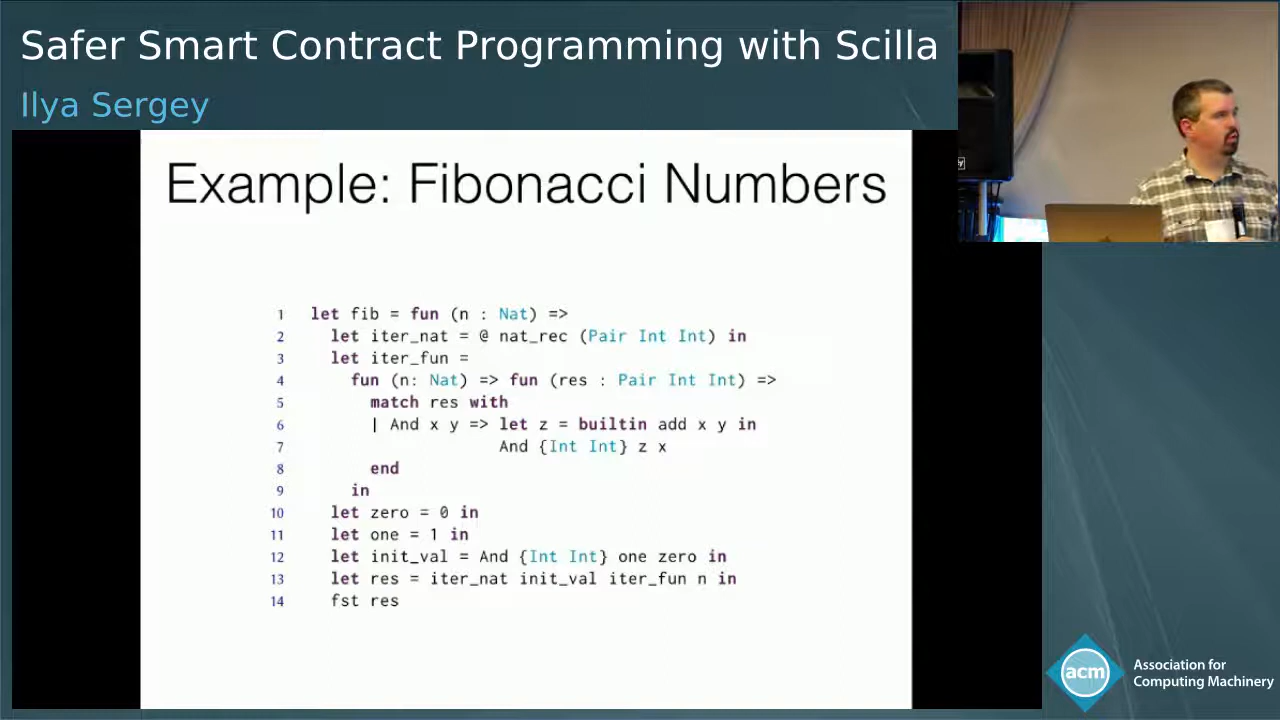 Safer Smart Contract Programming with Scilla
Ilya Sergey
Example: Fibonacci Numbers
1 let fib = fun (n : Nat) =>
2 let iter_nat = @ nat_rec (Pair Int Int) in
3 let iter_fun =
4 fun (n: Nat) => fun (res : Pair Int Int) =>
5 match res with
6 | And x y => let z = builtin add x y in
7 And {Int Int} z x
8 end
9 in
10 let zero = 0 in
11 let one = 1 in
12 let init_val = And {Int Int} one zero in
13 let res = iter_nat init_val iter_fun n in
14 fst res
acm
Association for
Computing Machinery